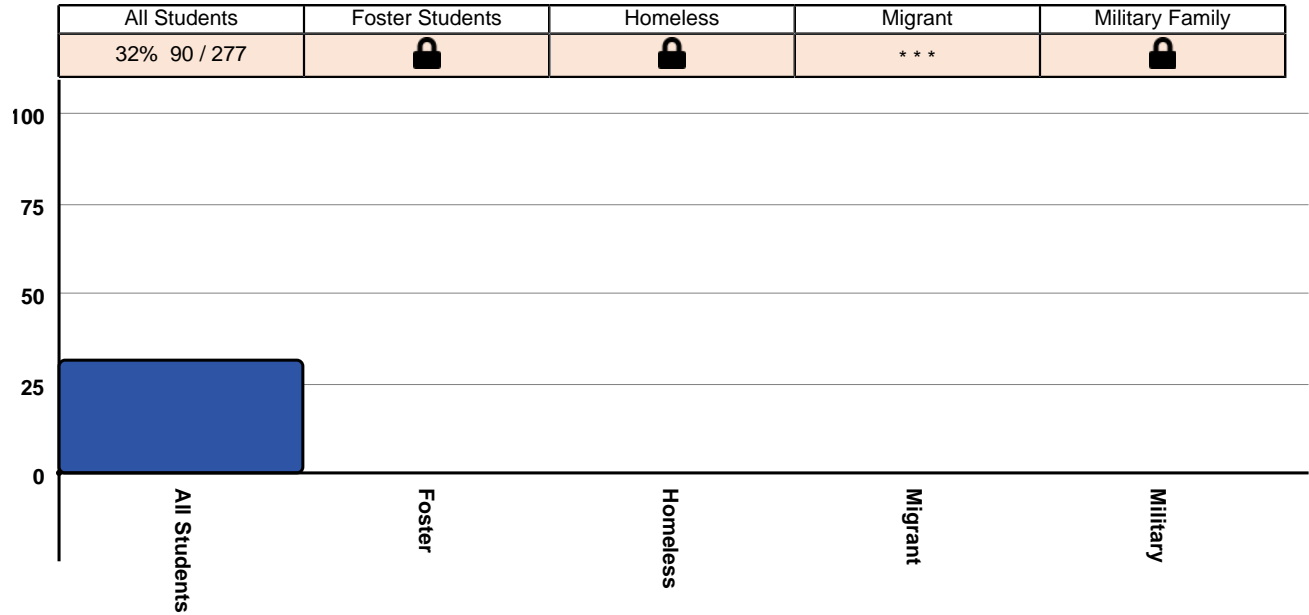 All Students Foster Students Homeless Migrant Military Family
32% 90 / 277 * * *
100
75
50
25
0
All Students Foster Homeless Migrant Military